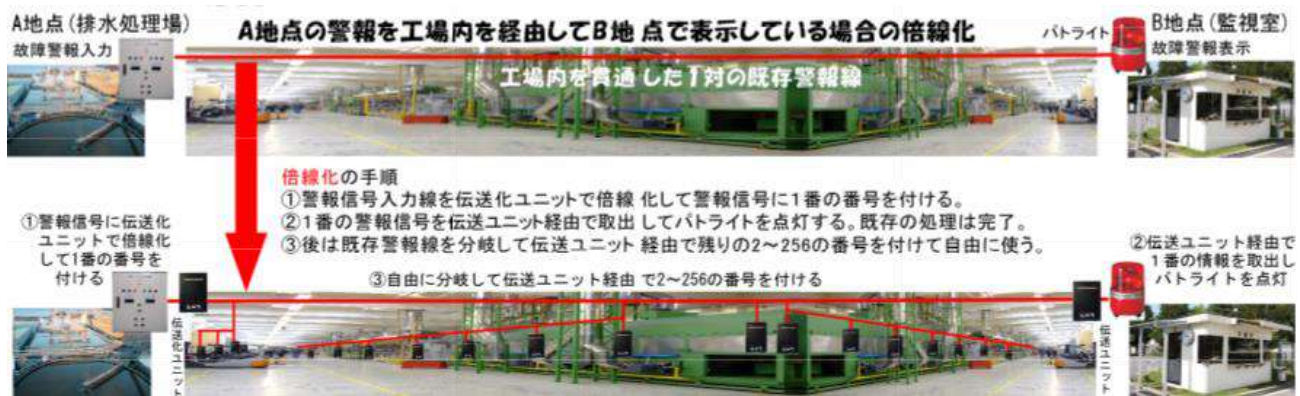 A地点(排水処理場)
故障警報入力
A地点の警報を工場内を経由してB地点で表示している場合の倍線化
パトライト
B地点(監視室)
故障警報表示
工場内を貫通した1対の既存警報線
倍線化の手順
①警報信号入力線を伝送化ユニットで倍線化して警報信号に1番の番号を付ける。
②1番の警報信号を伝送ユニット経由で取出してパトライトを点灯する。既存の処理は完了。
③後は既存警報線を分岐して伝送ユニット経由で残りの2~256の番号を付けて自由に使う。
①警報信号に伝送化
ユニットで倍線化
して1番の番号を
付ける
③自由に分岐して伝送ユニット経由で2~256の番号を付ける
②伝送ユニット経由で
1番の情報を取出し
パトライトを点灯
伝送化ユニット
伝送ユニット